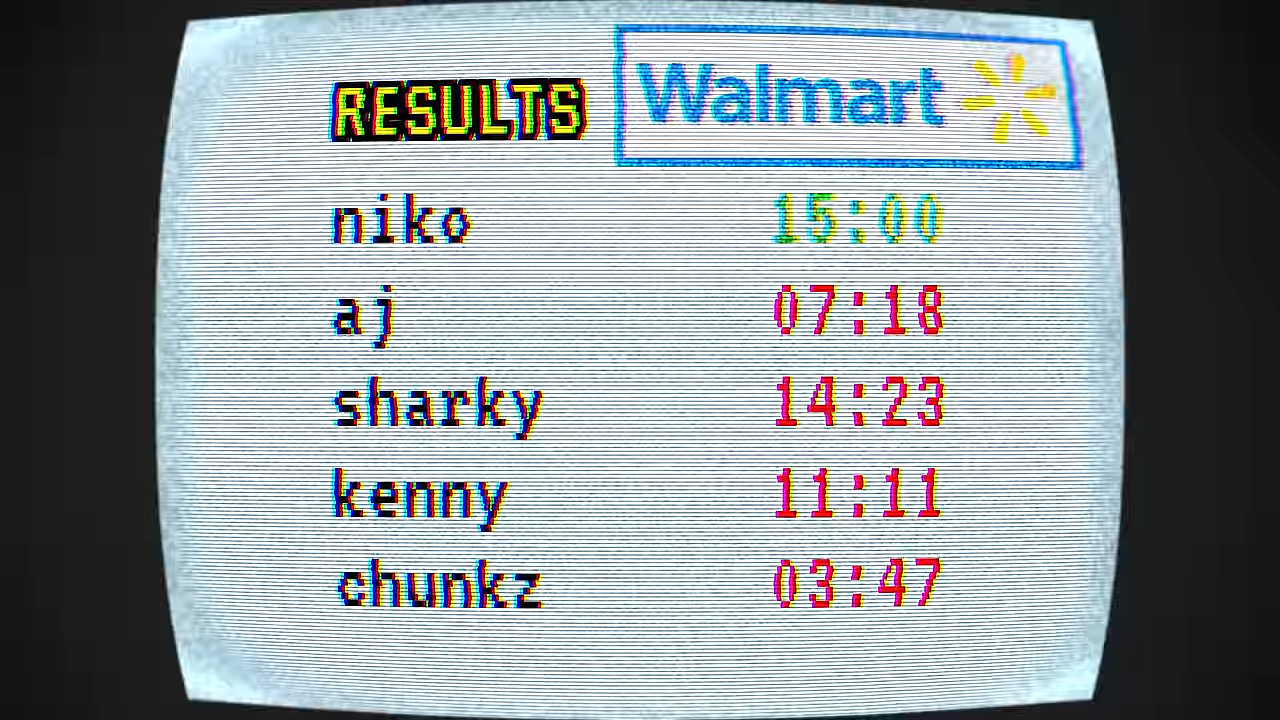 RESULTS Walmart
niko 15:00
aj 07:18
sharky 14:23
kenny 11:11
chunkz 03:47